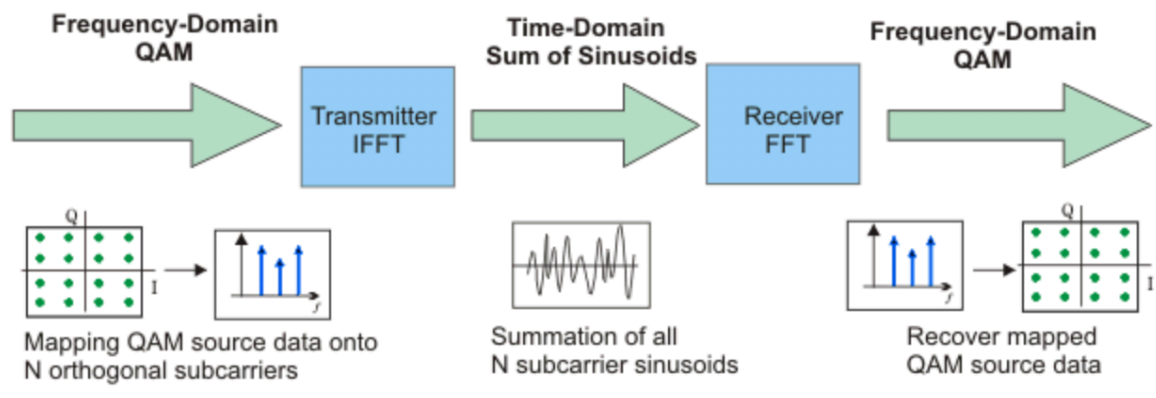 Frequency-Domain
QAM
Time-Domain
Sum of Sinusoids
Frequency-Domain
QAM
Transmitter
IFFT
Receiver
FFT
Q
I
f
Q
I
f
Mapping QAM source data onto
N orthogonal subcarriers
Summation of all
N subcarrier sinusoids
Recover mapped
QAM source data